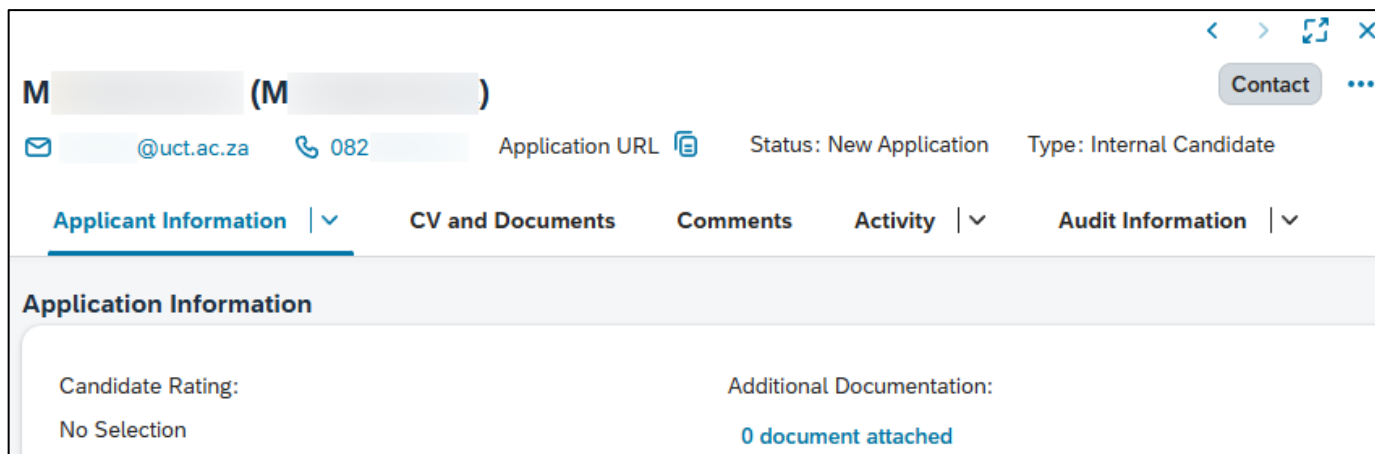 Contact
M (M )
@uct.ac.za 082 Application URL Status: New Application Type: Internal Candidate
Applicant Information CV and Documents Comments Activity Audit Information
Application Information
Candidate Rating: Additional Documentation:
No Selection 0 document attached